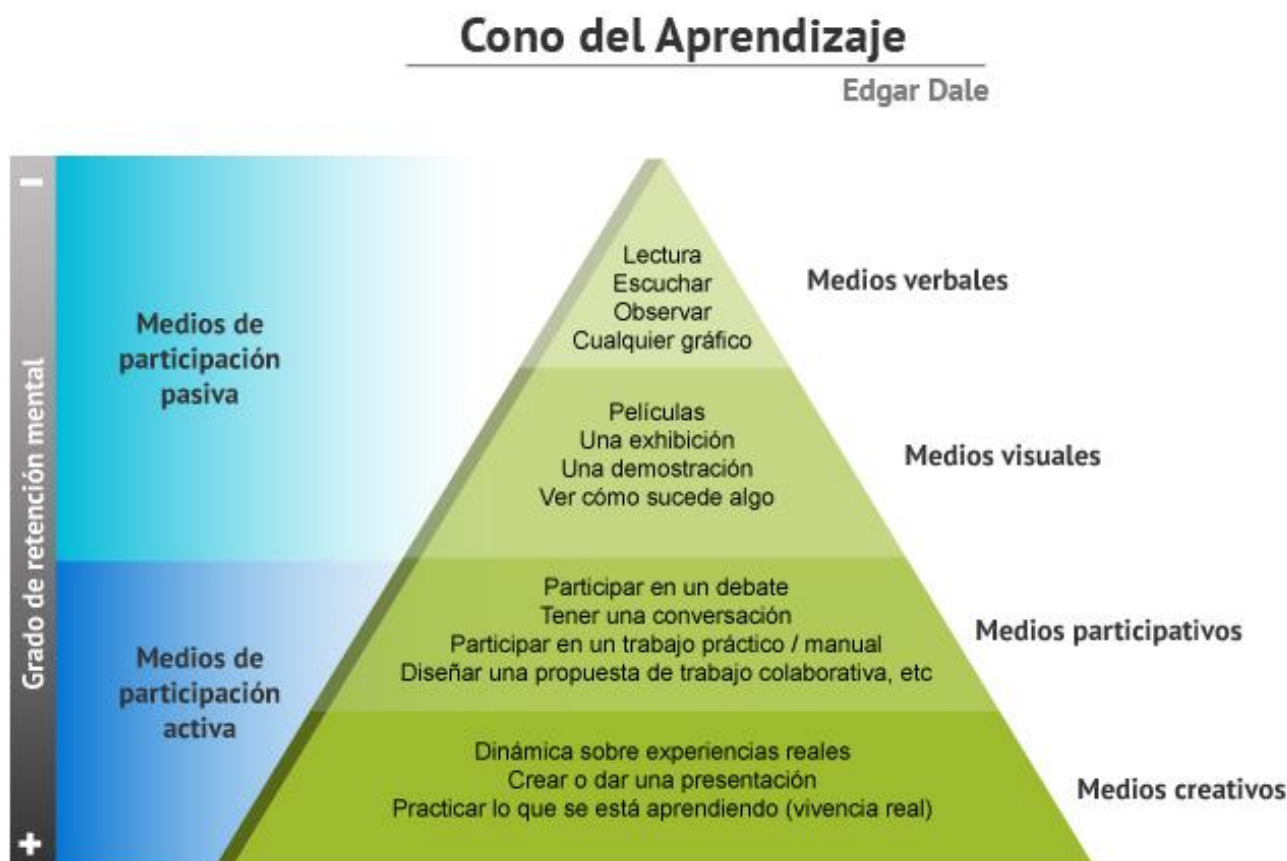 Cono del Aprendizaje
Edgar Dale
-
Grado de retención mental
+
Medios de
participación
pasiva
Medios de
participación
activa
Lectura
Escuchar
Observar
Cualquier gráfico
Medios verbales
Películas
Una exhibición
Una demostración
Ver cómo sucede algo
Medios visuales
Participar en un debate
Tener una conversación
Participar en un trabajo práctico / manual
Diseñar una propuesta de trabajo colaborativa, etc
Medios participativos
Dinámica sobre experiencias reales
Crear o dar una presentación
Practicar lo que se está aprendiendo (vivencia real)
Medios creativos